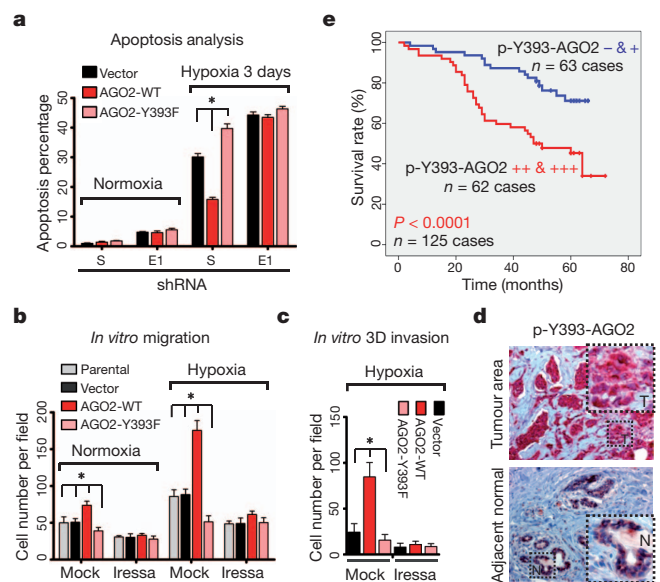 a
Apoptosis analysis
Vector
AGO2-WT
AGO2-Y393F
Hypoxia 3 days
*
Normoxia
Apoptosis percentage
50
40
30
20
10
0
S
E1
S
E1
shRNA
b
In vitro migration
Parental
Vector
AGO2-WT
AGO2-Y393F
Hypoxia
*
Normoxia
*
Cell number per field
200
150
100
50
0
Mock
Iressa
Mock
Iressa
c
In vitro 3D invasion
Hypoxia
AGO2-Y393F
AGO2-WT
Vector
*
Cell number per field
150
100
50
0
Mock
Iressa
d
p-Y393-AGO2
Tumour area
T
T
Adjacent normal
N
N
e
p-Y393-AGO2 − & +
n = 63 cases
p-Y393-AGO2 ++ & +++
n = 62 cases
P < 0.0001
n = 125 cases
Survival rate (%)
100
80
60
40
20
0
0
20
40
60
80
Time (months)